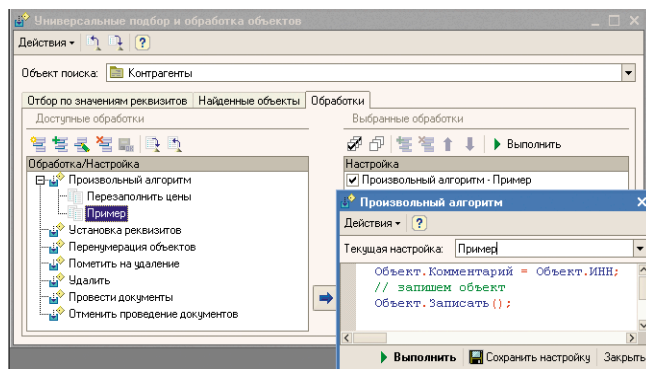 Универсальные подбор и обработка объектов
Действия
Объект поиска: Контрагенты
Отбор по значениям реквизитов Найденные объекты Обработки
Доступные обработки
Выбранные обработки
Выполнить
Обработка/Настройка
Настройка
Произвольный алгоритм
Произвольный алгоритм - Пример
Перезаполнить цены
Пример
Установка реквизитов
Перенумерация объектов
Пометить на удаление
Удалить
Провести документы
Отменить проведение документов
Произвольный алгоритм
Действия
Текущая настройка: Пример
Объект.Комментарий = Объект.ИНН;
// запишем объект
Объект.Записать();
Выполнить Сохранить настройку Закрыть